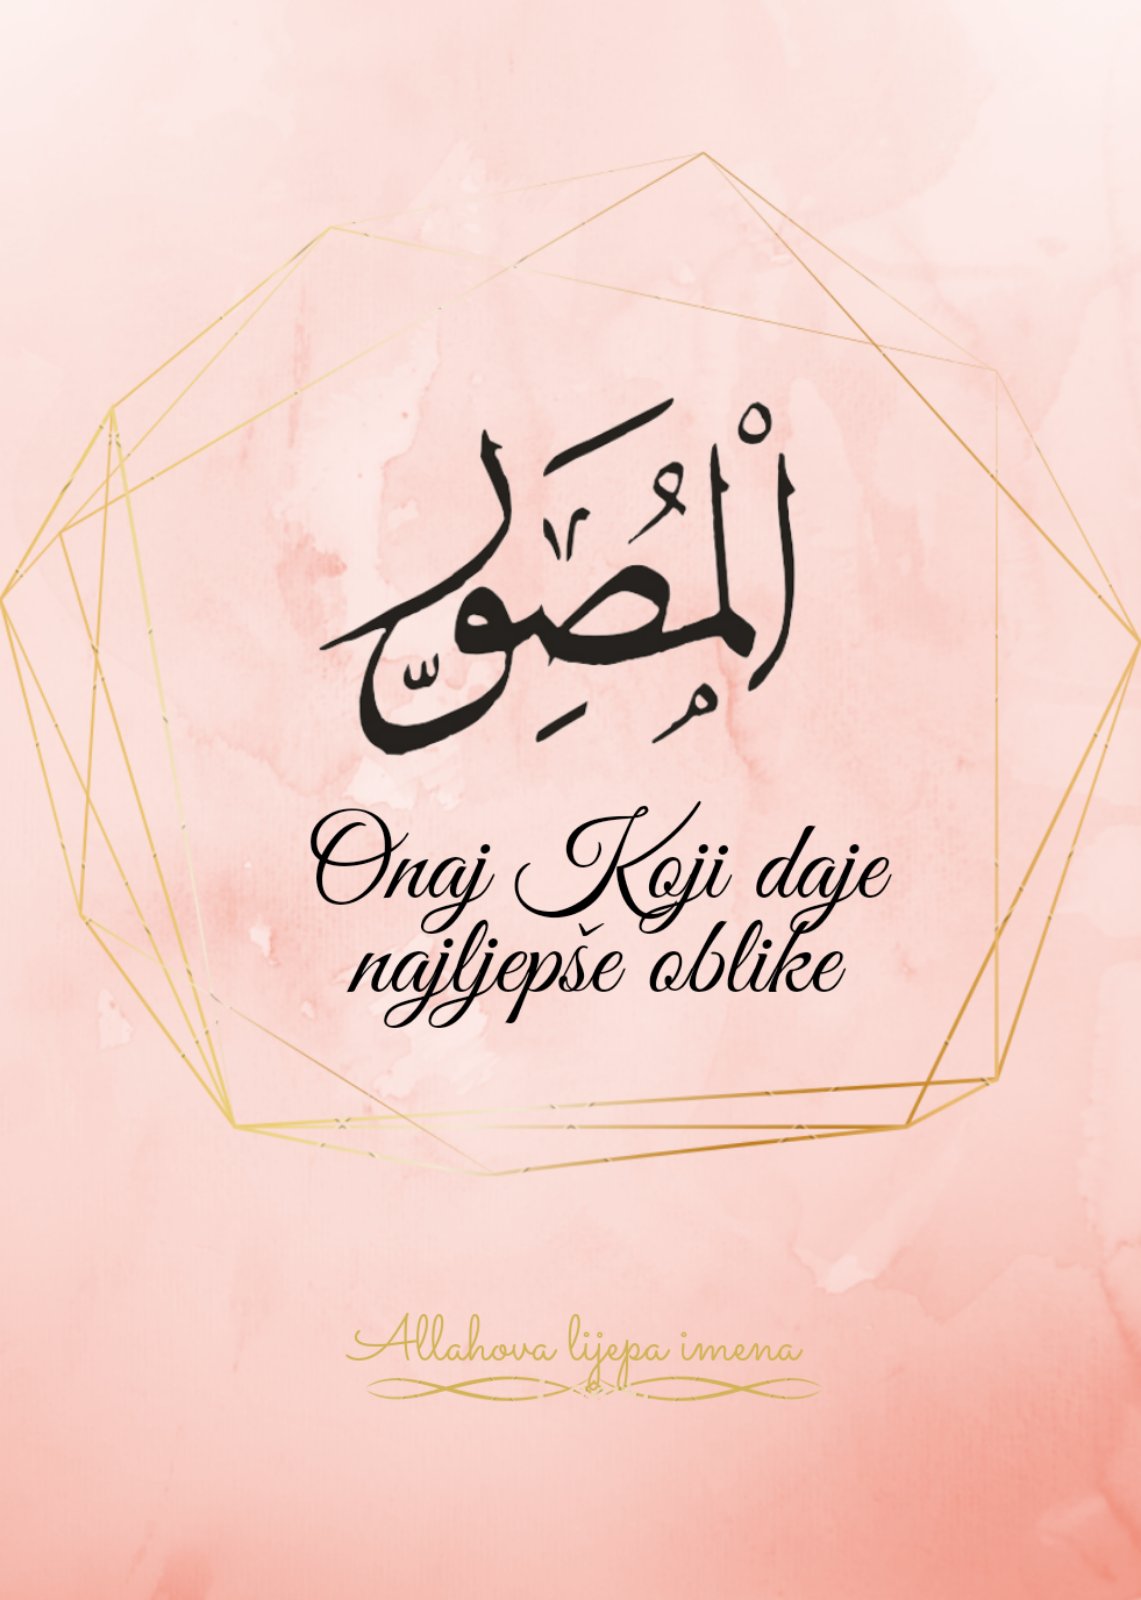 الْمُصَوِّر
Onaj Koji daje
najljepše oblike
Allahova lijepa imena